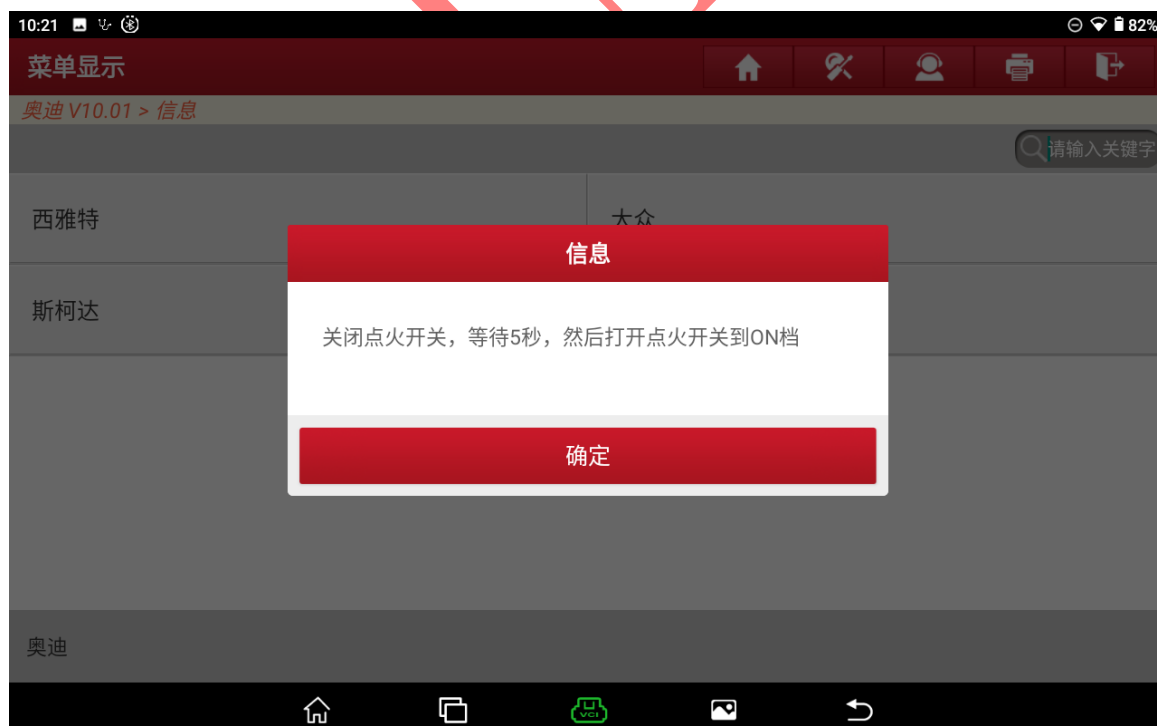 10:21
82%
菜单显示
奥迪 V10.01 > 信息
请输入关键字
西雅特
大众
信息
斯柯达
关闭点火开关，等待5秒，然后打开点火开关到ON档
确定
奥迪
VCI